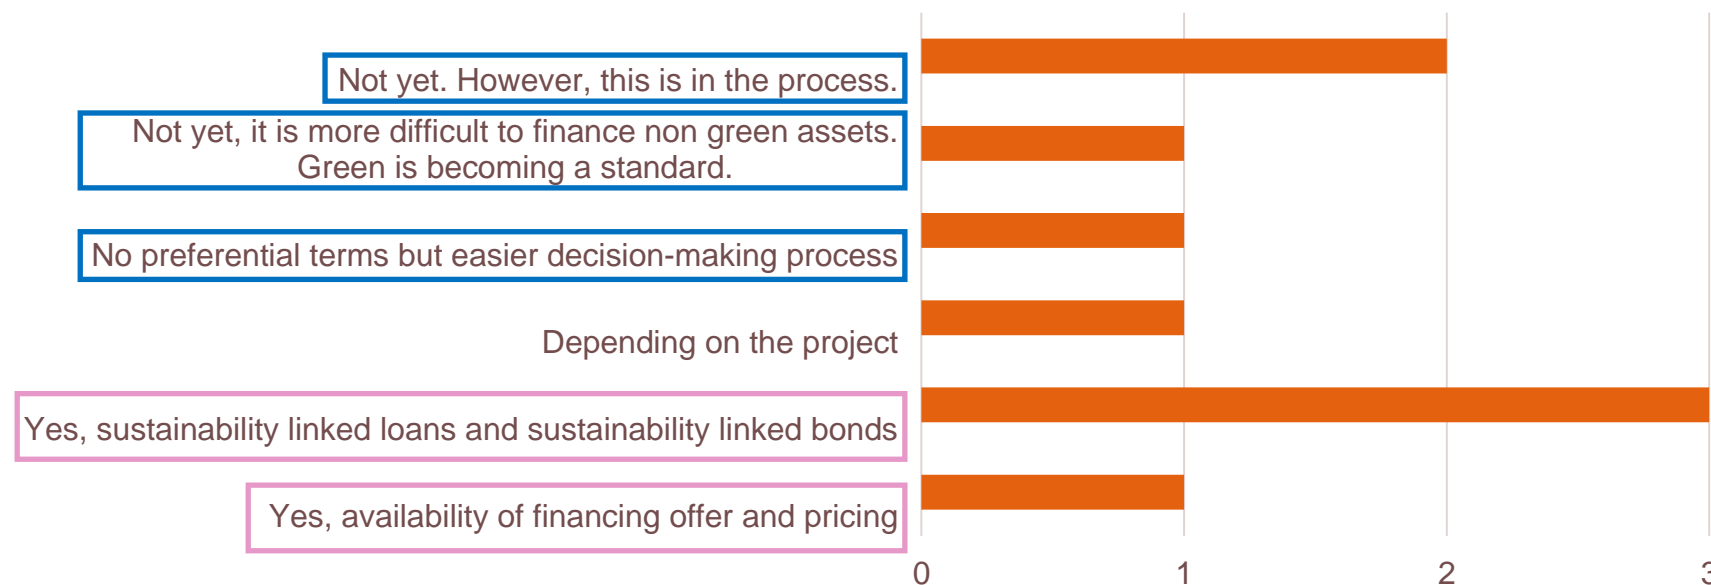 Not yet. However, this is in the process.
Not yet, it is more difficult to finance non green assets.
Green is becoming a standard.
No preferential terms but easier decision-making process
Depending on the project
Yes, sustainability linked loans and sustainability linked bonds
Yes, availability of financing offer and pricing
0 1 2 3